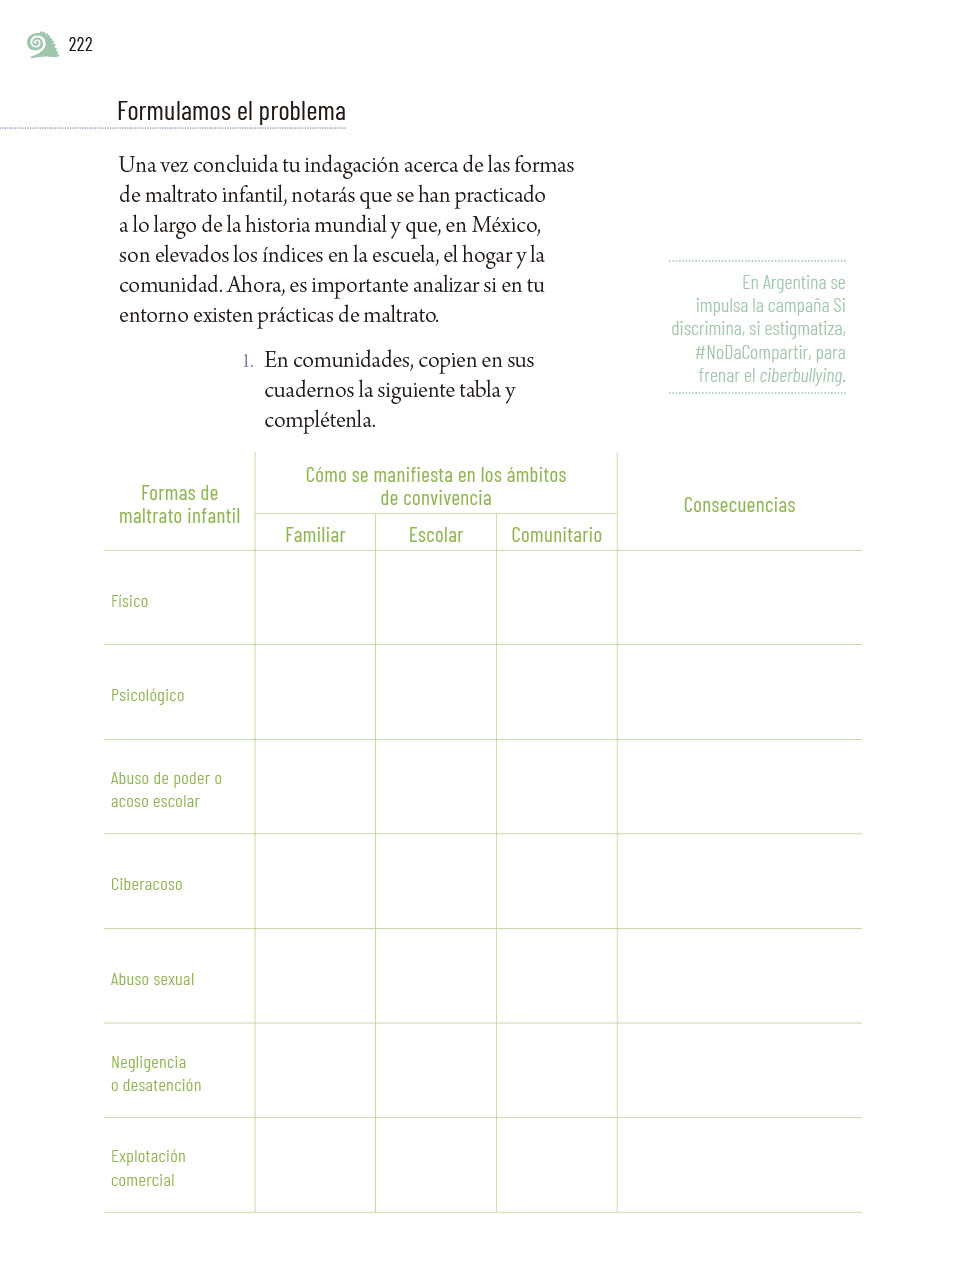 222
Formulamos el problema
Una vez concluida tu indagación acerca de las formas
de maltrato infantil, notarás que se han practicado
a lo largo de la historia mundial y que, en México,
son elevados los índices en la escuela, el hogar y la
comunidad. Ahora, es importante analizar si en tu
entorno existen prácticas de maltrato.
En Argentina se
impulsa la campaña Si
discrimina, si estigmatiza,
#NoDaCompartir, para
frenar el ciberbullying.
1. En comunidades, copien en sus
cuadernos la siguiente tabla y
complétenla.
Formas de
maltrato infantil
Cómo se manifiesta en los ámbitos
de convivencia
Consecuencias
Familiar
Escolar
Comunitario
Físico
Psicológico
Abuso de poder o
acoso escolar
Ciberacoso
Abuso sexual
Negligencia
o desatención
Explotación
comercial